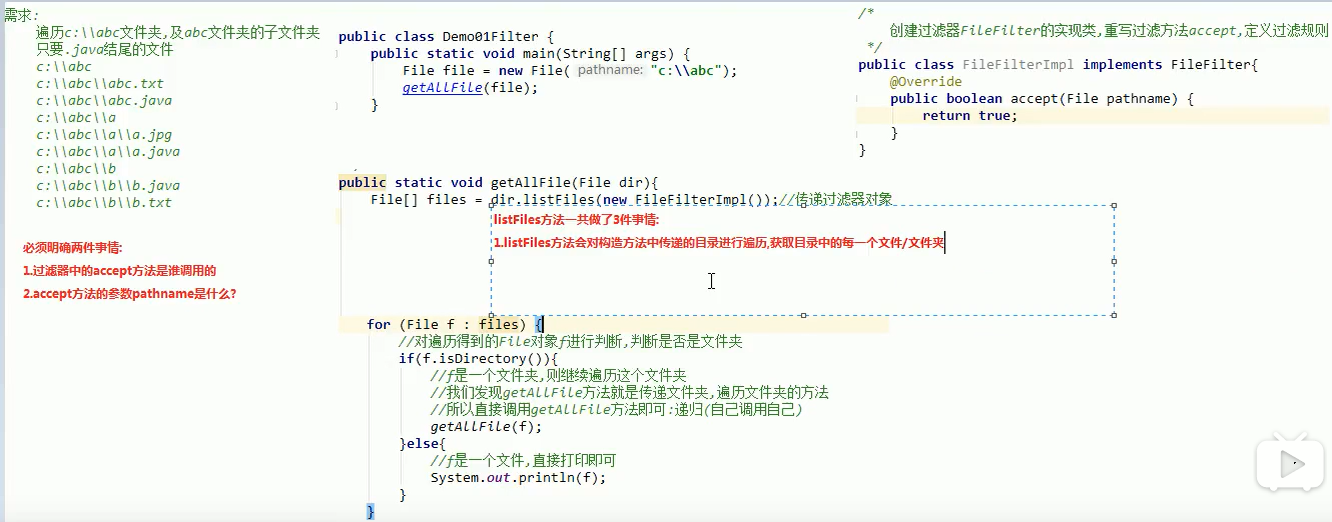 需求:
遍历c:\\abc文件夹,及abc文件夹的子文件夹
只要.java结尾的文件
c:\\abc
c:\\abc\\abc.txt
c:\\abc\\abc.java
c:\\abc\\a
c:\\abc\\a\\a.jpg
c:\\abc\\a\\a.java
c:\\abc\\b
c:\\abc\\b\\b.java
c:\\abc\\b\\b.txt
必须明确两件事情:
1.过滤器中的accept方法是谁调用的
2.accept方法的参数pathname是什么?
public class Demo01Filter {
public static void main(String[] args) {
File file = new File( pathname: "c:\\abc");
getAllFile(file);
}
public static void getAllFile(File dir){
File[] files = dir.listFiles(new FileFilterImpl());//传递过滤器对象
listFiles方法一共做了3件事情:
1.listFiles方法会对构造方法中传递的目录进行遍历,获取目录中的每一个文件/文件夹
for (File f : files) {
//对遍历得到的File对象f进行判断,判断是否是文件夹
if(f.isDirectory()){
//f是一个文件夹,则继续遍历这个文件夹
//我们发现getAllFile方法就是传递文件夹,遍历文件夹的方法
//所以直接调用getAllFile方法即可:递归(自己调用自己)
getAllFile(f);
}else{
//f是一个文件,直接打印即可
System.out.println(f);
}
}
/*
创建过滤器FileFilter的实现类,重写过滤方法accept,定义过滤规则
*/
public class FileFilterImpl implements FileFilter{
@Override
public boolean accept(File pathname) {
return true;
}
}